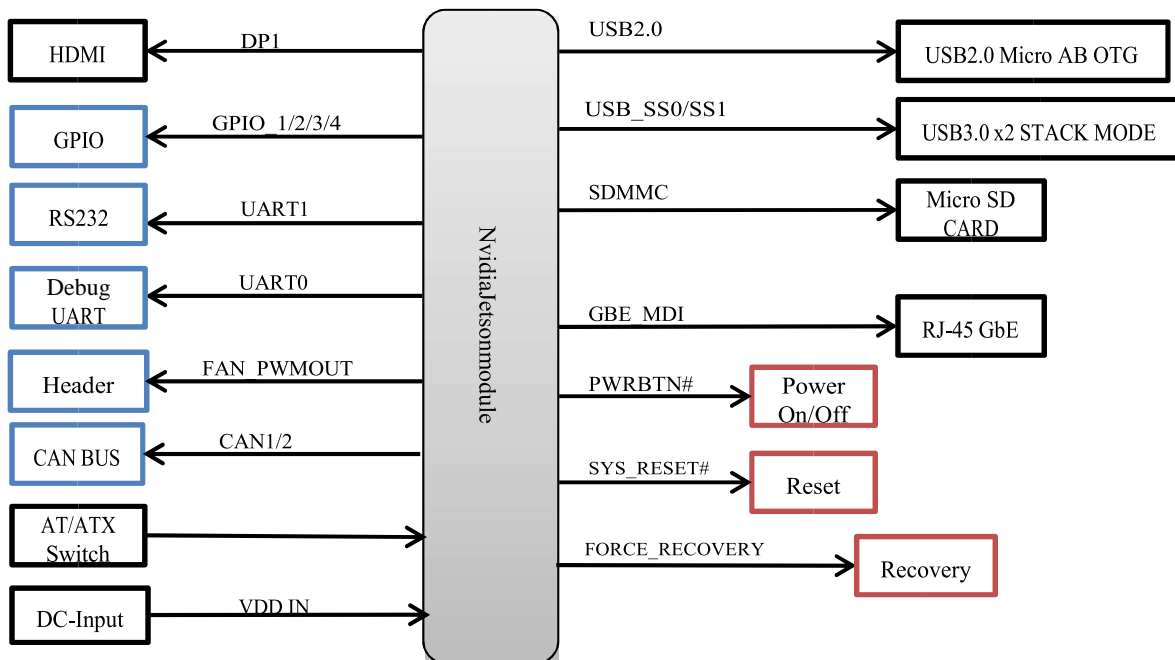 DP1
HDMI
GPIO_1/2/3/4
GPIO
UART1
RS232
UART0
Debug
UART
FAN_PWMOUT
Header
CAN1/2
CAN BUS
AT/ATX
Switch
VDD IN
DC-Input
NvidiaJetsonmodule
USB2.0
USB2.0 Micro AB OTG
USB_SS0/SS1
USB3.0 x2 STACK MODE
SDMMC
Micro SD
CARD
GBE_MDI
RJ-45 GbE
PWRBTN#
Power
On/Off
SYS_RESET#
Reset
FORCE_RECOVERY
Recovery